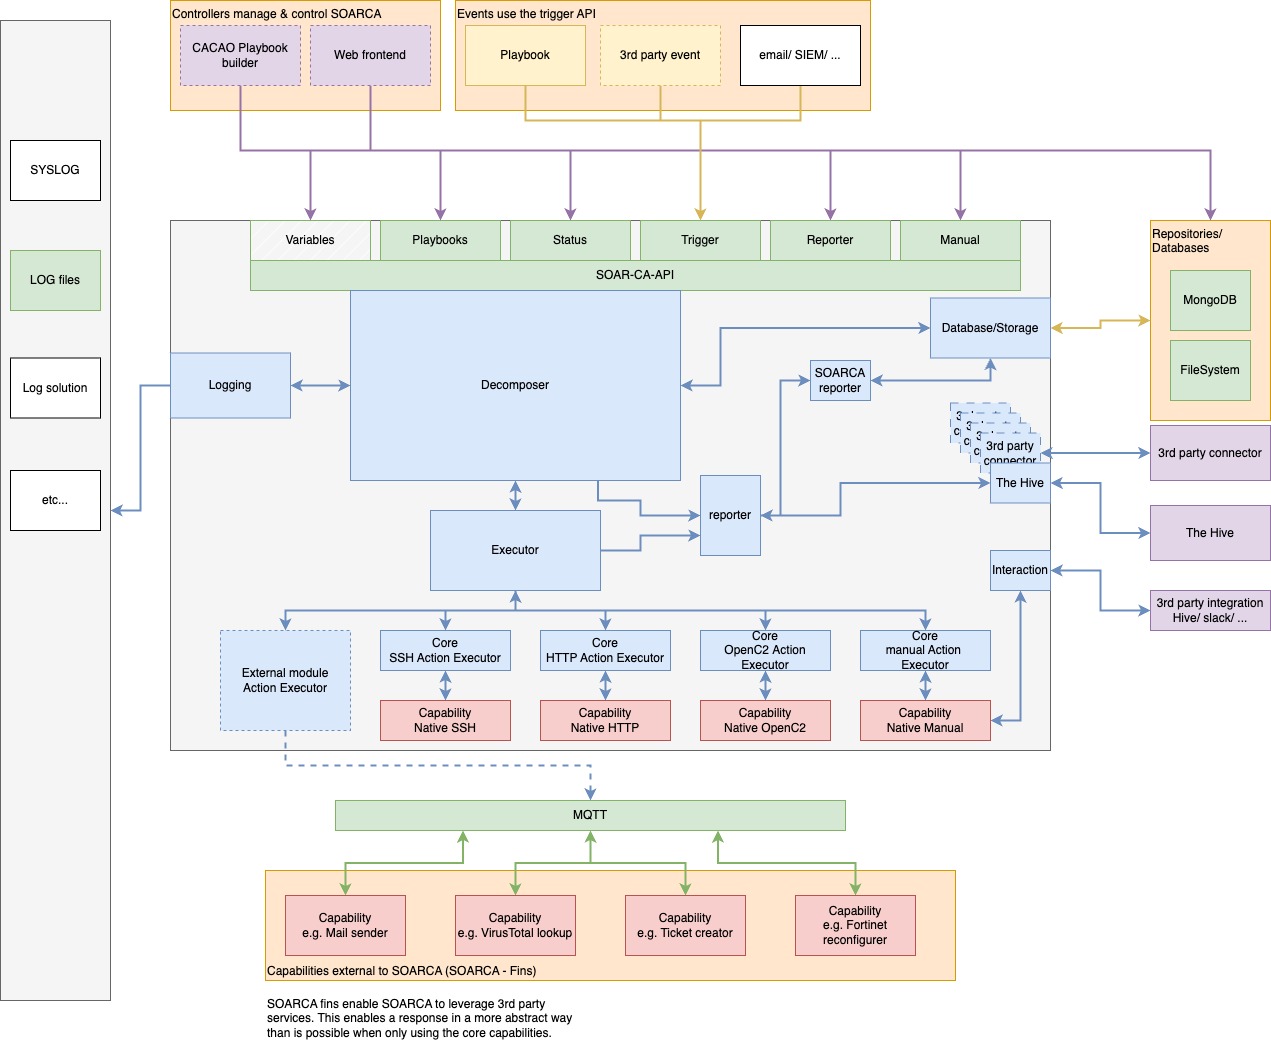 Controllers manage & control SOARCA
CACAO Playbook
builder
Web frontend
Events use the trigger API
Playbook
3rd party event
email/ SIEM/ ...
SYSLOG
LOG files
Log solution
etc...
Variables
Playbooks
Status
Trigger
Reporter
Manual
SOAR-CA-API
Repositories/
Databases
MongoDB
FileSystem
Logging
Decomposer
Database/Storage
SOARCA
reporter
3rd party
connector
The Hive
3rd party connector
reporter
The Hive
Executor
Interaction
3rd party integration
Hive/ slack/ ...
External module
Action Executor
Core
SSH Action Executor
Core
HTTP Action Executor
Core
OpenC2 Action
Executor
Core
manual Action
Executor
Capability
Native SSH
Capability
Native HTTP
Capability
Native OpenC2
Capability
Native Manual
MQTT
Capability
e.g. Mail sender
Capability
e.g. VirusTotal lookup
Capability
e.g. Ticket creator
Capability
e.g. Fortinet
reconfigurer
Capabilities external to SOARCA (SOARCA - Fins)
SOARCA fins enable SOARCA to leverage 3rd party
services. This enables a response in a more abstract way
than is possible when only using the core capabilities.